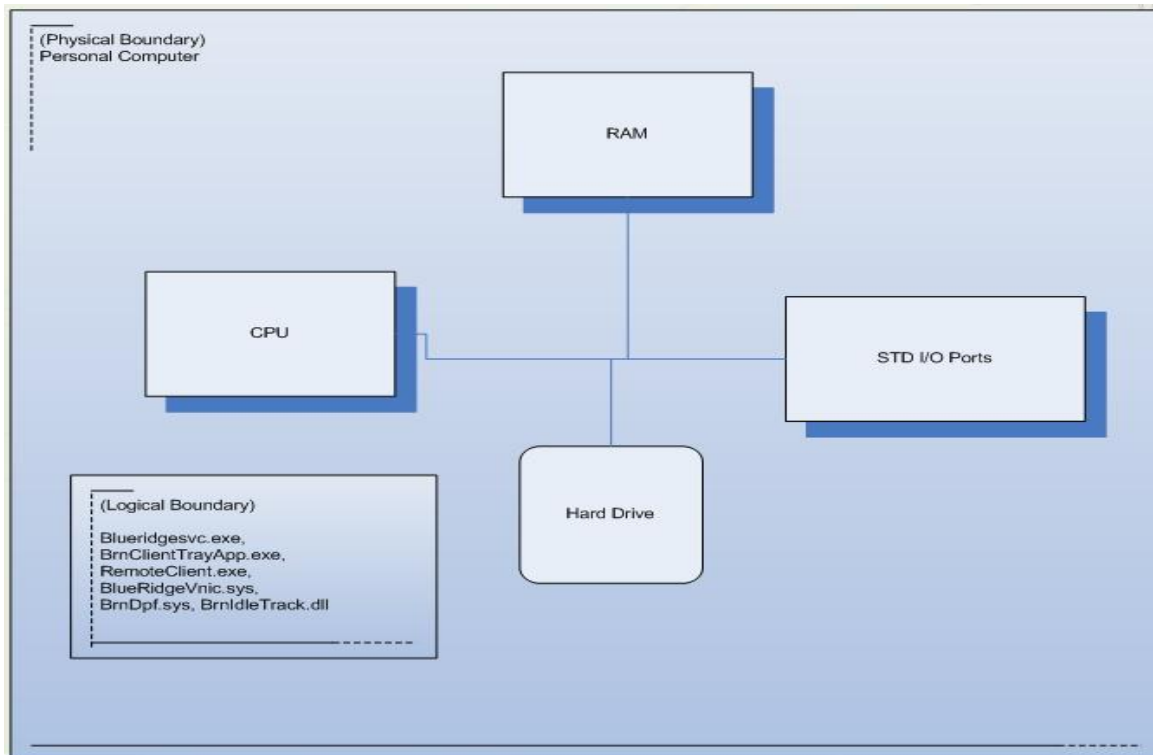 (Physical Boundary)
Personal Computer
RAM
CPU
STD I/O Ports
Hard Drive
(Logical Boundary)
Blueridgesvc.exe,
BrnClientTrayApp.exe,
RemoteClient.exe,
BlueRidgeVnic.sys,
BrnDpf.sys, BrnIdleTrack.dll